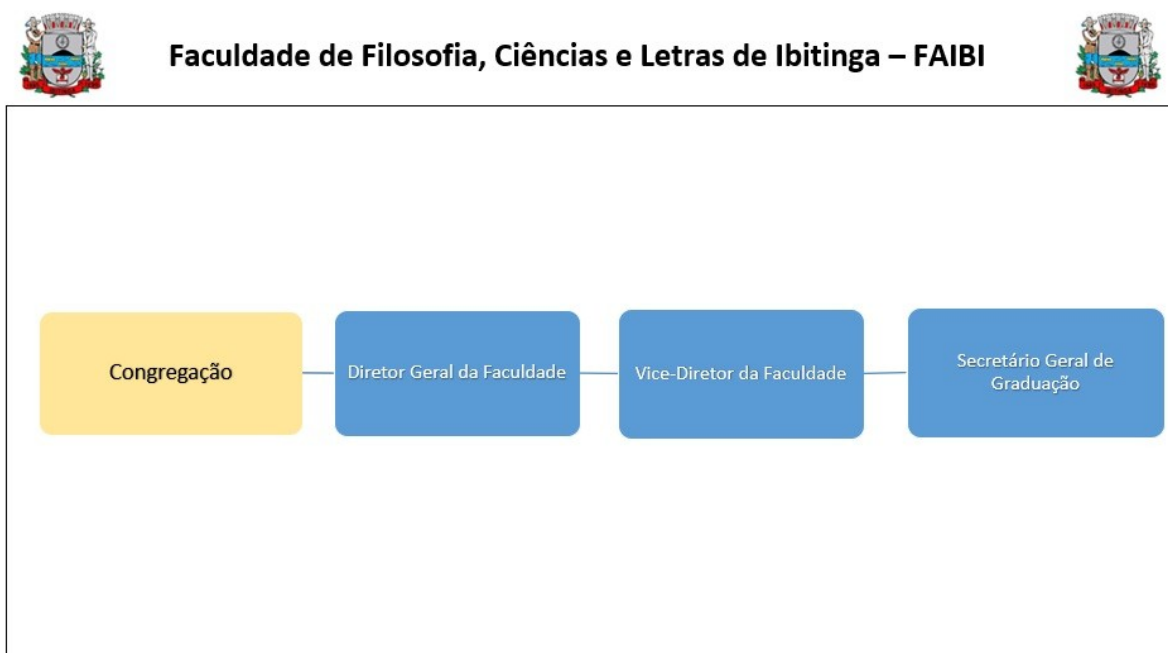 Faculdade de Filosofia, Ciências e Letras de Ibitinga – FAIBI
Congregação
Diretor Geral da Faculdade
Vice-Diretor da Faculdade
Secretário Geral de
Graduação